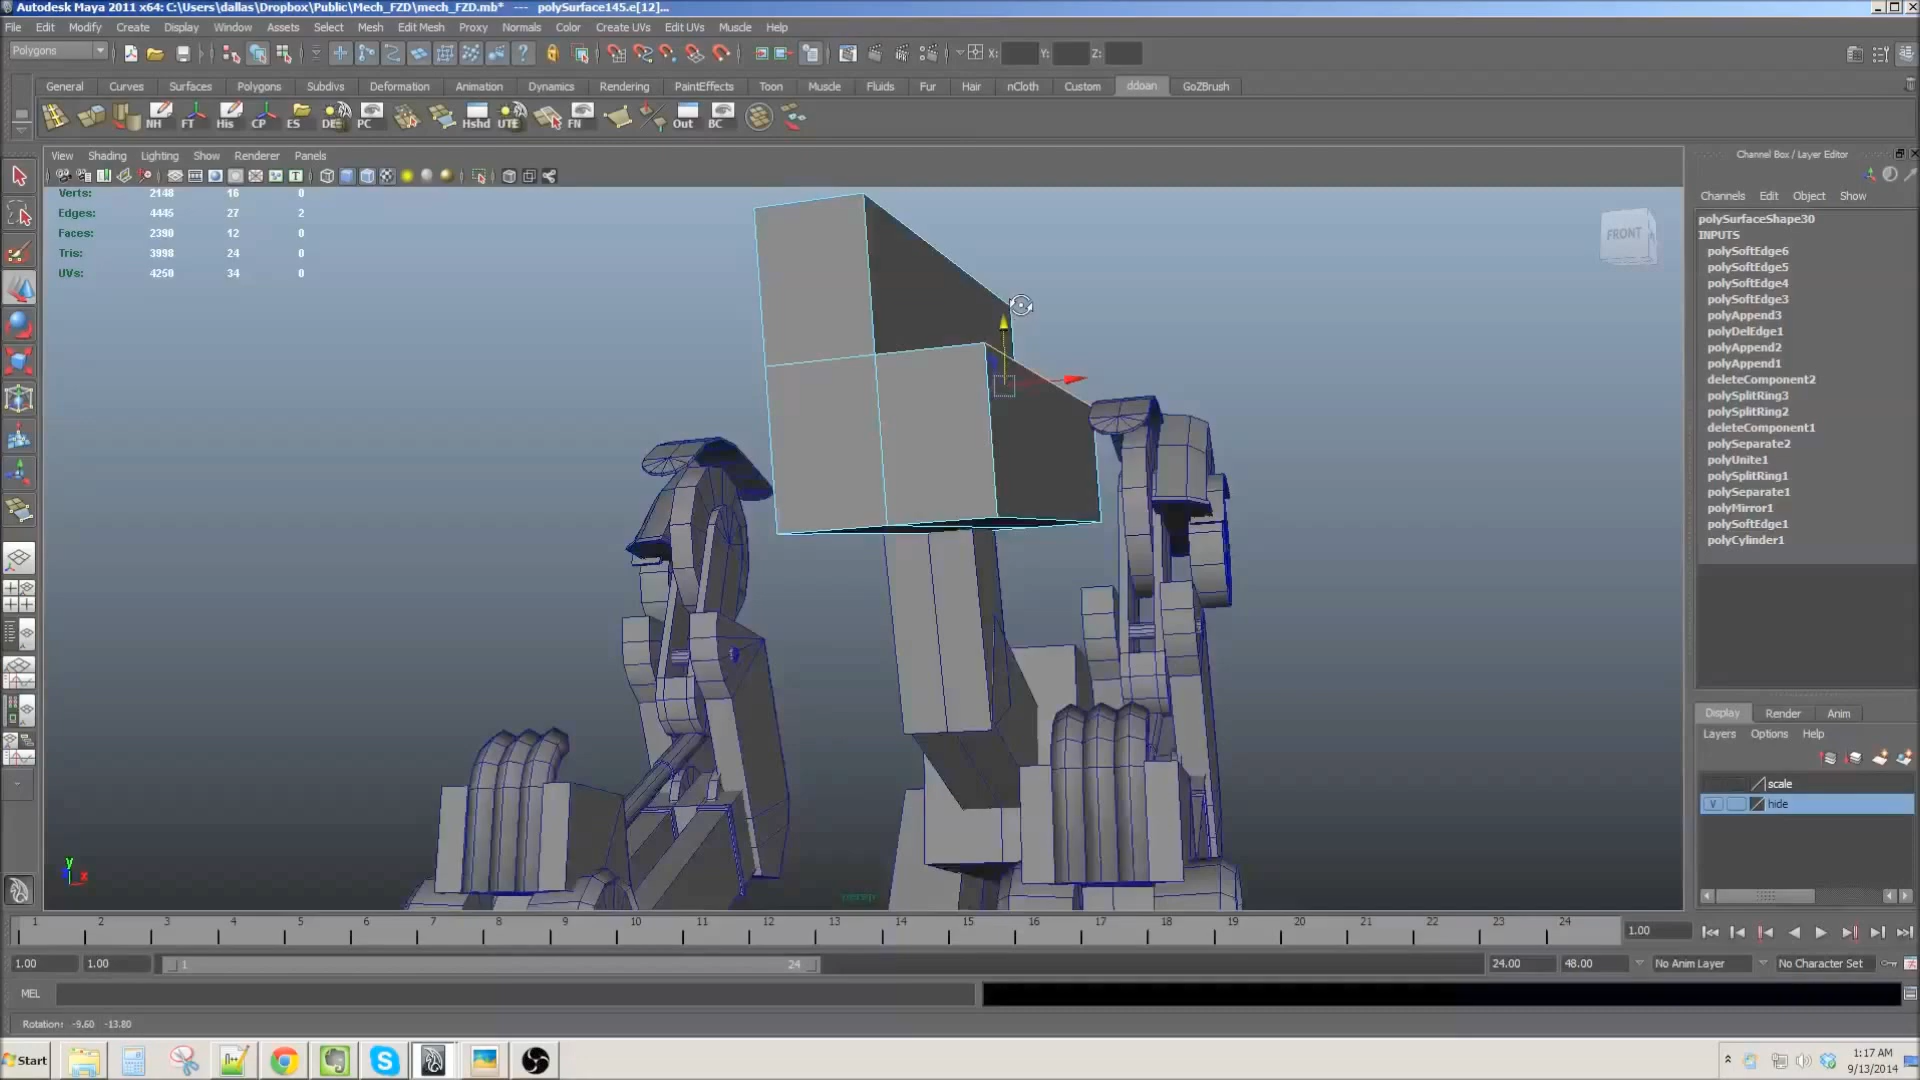 Autodesk Maya 2011 x64: C:\Users\dallas\Dropbox\Public\Mech_FZD\mech_FZD.mb*   ---   polySurface145.e[12]...
File Edit Modify Create Display Window Assets Select Mesh Edit Mesh Proxy Normals Color Create UVs Edit UVs Muscle Help
Polygons X: Y: Z:
General Curves Surfaces Polygons Subdivs Deformation Animation Dynamics Rendering PaintEffects Toon Muscle Fluids Fur Hair nCloth Custom ddoan GoZBrush
NH FT His CP ES DE PC Hshd UTE FN Out BC
View Shading Lighting Show Renderer Panels
Channel Box / Layer Editor
Verts: 2148 16 0
Edges: 4445 27 2
Faces: 2390 12 0
Tris: 3998 24 0
UVs: 4250 34 0
FRONT
Channels Edit Object Show
polySurfaceShape30
INPUTS
polySoftEdge6
polySoftEdge5
polySoftEdge4
polySoftEdge3
polyAppend3
polyDelEdge1
polyAppend2
polyAppend1
deleteComponent2
polySplitRing3
polySplitRing2
deleteComponent1
polySeparate2
polyUnite1
polySplitRing1
polySeparate1
polyMirror1
polySoftEdge1
polyCylinder1
Display Render Anim
Layers Options Help
scale
V hide
y
persp
1 2 3 4 5 6 7 8 9 10 11 12 13 14 15 16 17 18 19 20 21 22 23 24 1.00
1.00 1.00 1 24 24.00 48.00 No Anim Layer No Character Set
MEL
Rotation: -9.60 -13.80
Start
1:17 AM
9/13/2014